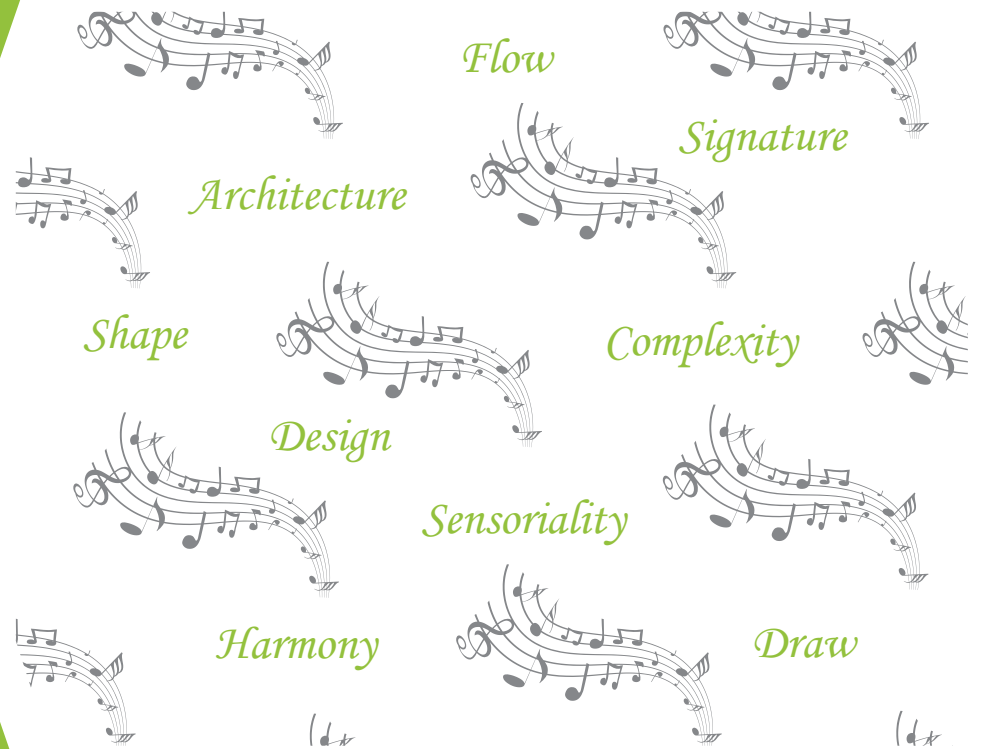 Flow
Signature
Architecture
Shape
Complexity
Design
Sensoriality
Harmony
Draw